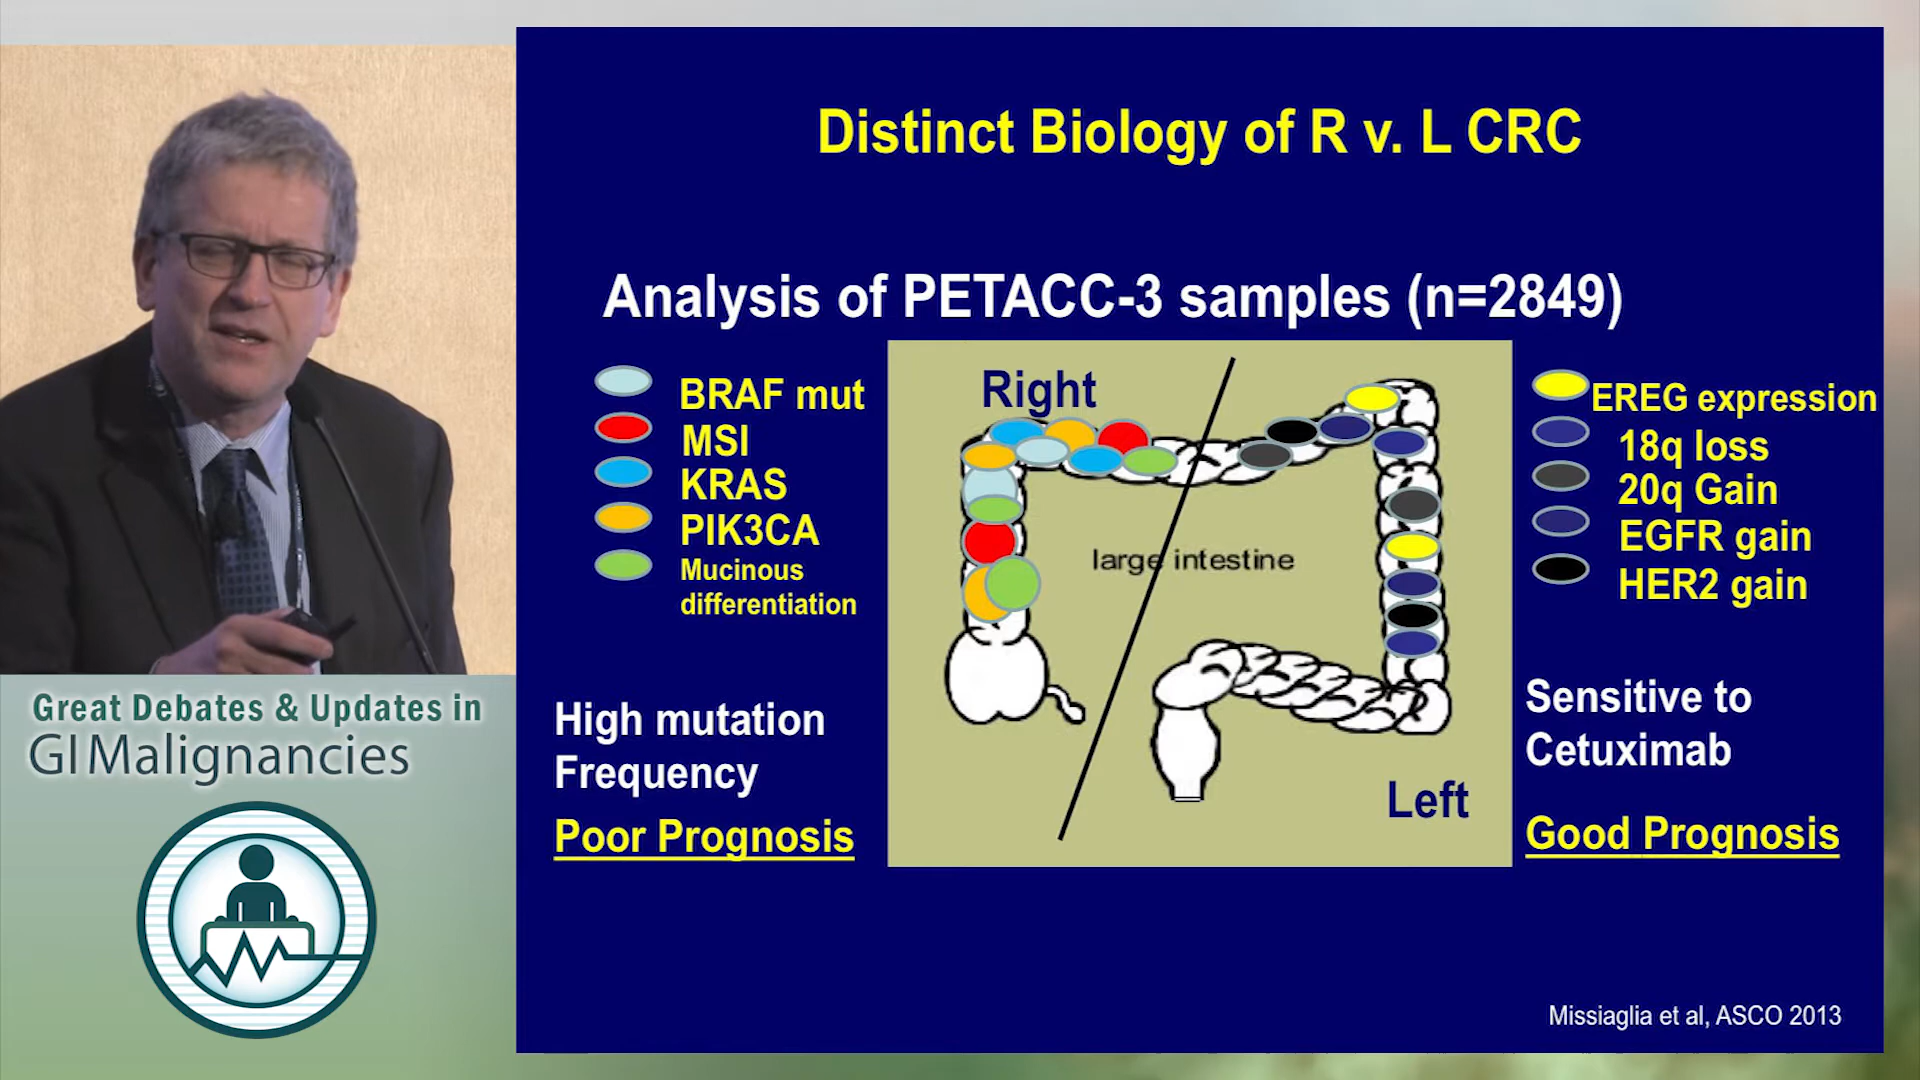 Distinct Biology of R v. L CRC
Analysis of PETACC-3 samples (n=2849)
BRAF mut
MSI
KRAS
PIK3CA
Mucinous
differentiation
High mutation
Frequency
Poor Prognosis
Right
large intestine
Left
EREG expression
18q loss
20q Gain
EGFR gain
HER2 gain
Sensitive to
Cetuximab
Good Prognosis
Missiaglia et al, ASCO 2013
Great Debates & Updates in
GI Malignancies